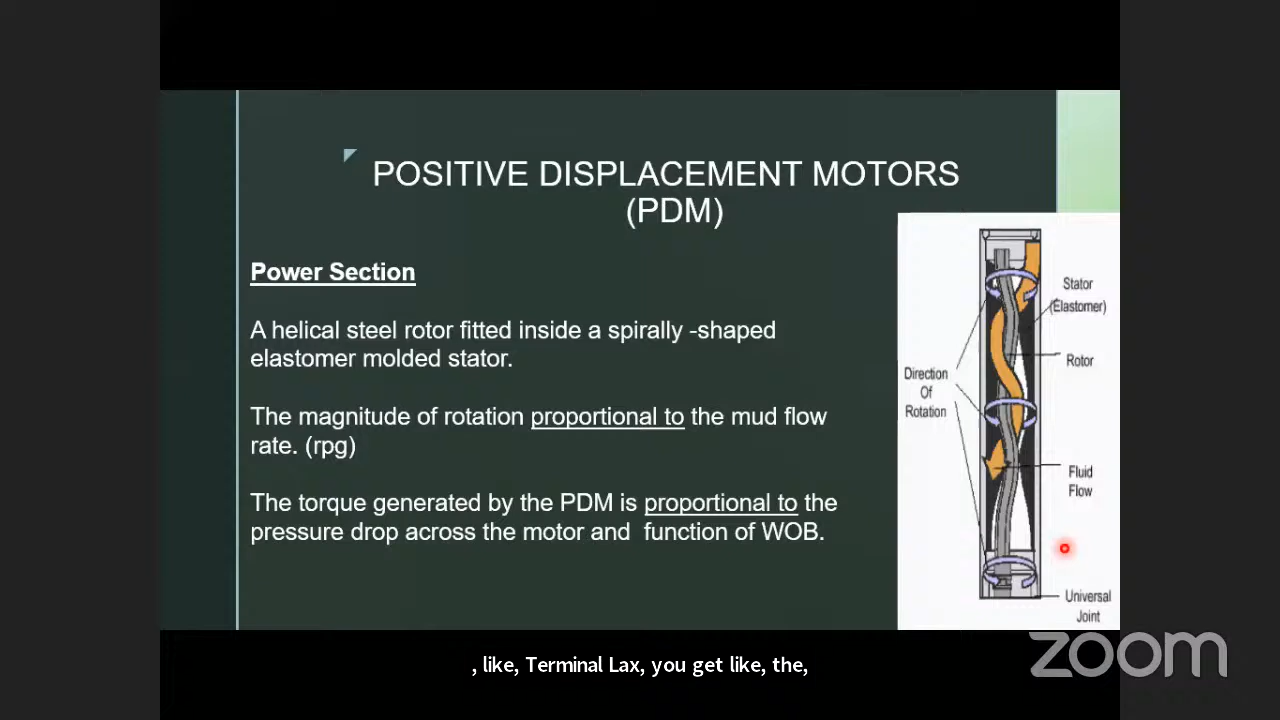 POSITIVE DISPLACEMENT MOTORS
(PDM)
Power Section
A helical steel rotor fitted inside a spirally -shaped
elastomer molded stator.
The magnitude of rotation proportional to the mud flow
rate. (rpg)
The torque generated by the PDM is proportional to the
pressure drop across the motor and  function of WOB.
Stator
(Elastomer)
Rotor
Direction
Of
Rotation
Fluid
Flow
Universal
Joint
, like, Terminal Lax, you get like, the,
zoom